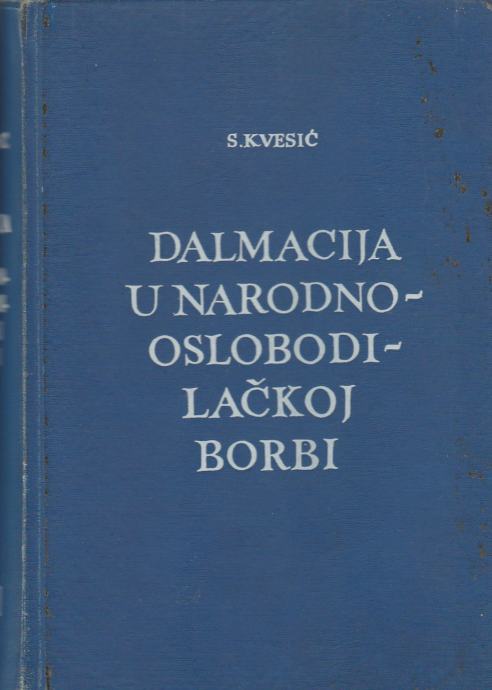 S.KVESIĆ
DALMACIJA
U NARODNO-
OSLOBODI-
LAČKOJ
BORBI